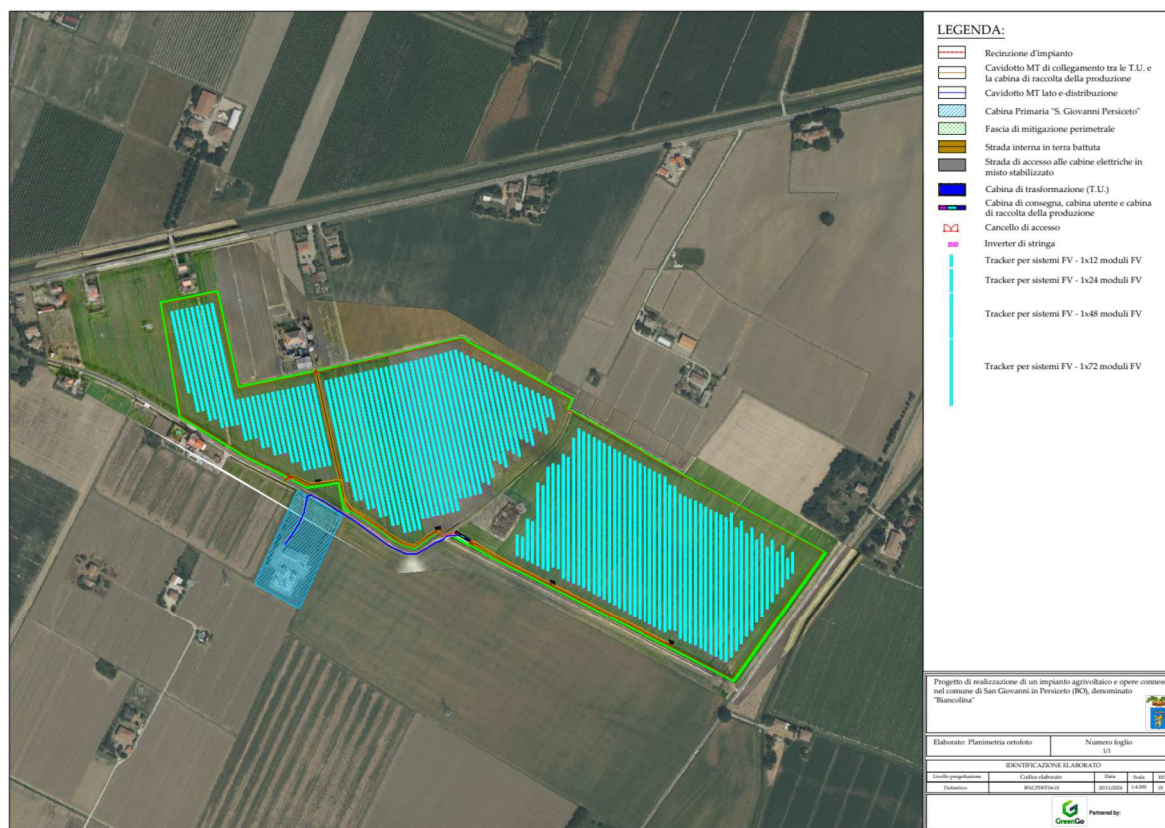 LEGENDA:
Recinzione d'impianto
Cavidotto MT di collegamento tra le T.U. e
la cabina di raccolta della produzione
Cavidotto MT lato e-distribuzione
Cabina Primaria "S. Giovanni Persiceto"
Fascia di mitigazione perimetrale
Strada interna in terra battuta
Strada di accesso alle cabine elettriche in
misto stabilizzato
Cabina di trasformazione (T.U.)
Cabina di consegna, cabina utente e cabina
di raccolta della produzione
Cancello di accesso
Inverter di stringa
Tracker per sistemi FV - 1x12 moduli FV
Tracker per sistemi FV - 1x24 moduli FV
Tracker per sistemi FV - 1x48 moduli FV
Tracker per sistemi FV - 1x72 moduli FV
Progetto di realizzazione di un impianto agrivoltaico e opere conness
nel comune di San Giovanni in Persiceto (BO), denominato
"Biancolina"
Elaborato: Planimetria ortofoto
Numero foglio
1/1
IDENTIFICAZIONE ELABORATO
Livello progettazione Codice elaborato Data Scala
Definitivo 20/11/2024 1:4.000 01
GreenGo
Partnered by: